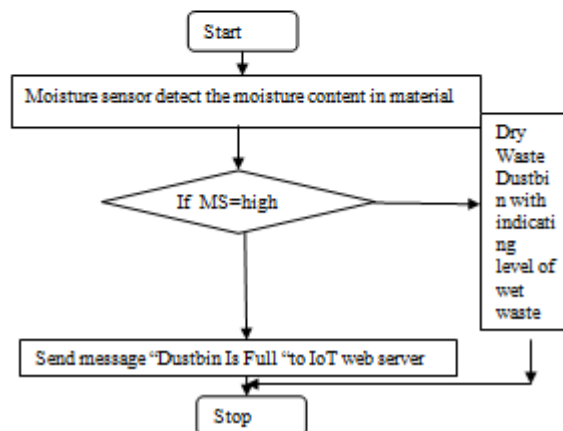 Start
Moisture sensor detect the moisture content in material
Dry
Waste
Dustbi
n with
indicati
ng
level of
wet
waste
If MS=high
Send message “Dustbin Is Full “to IoT web server
Stop